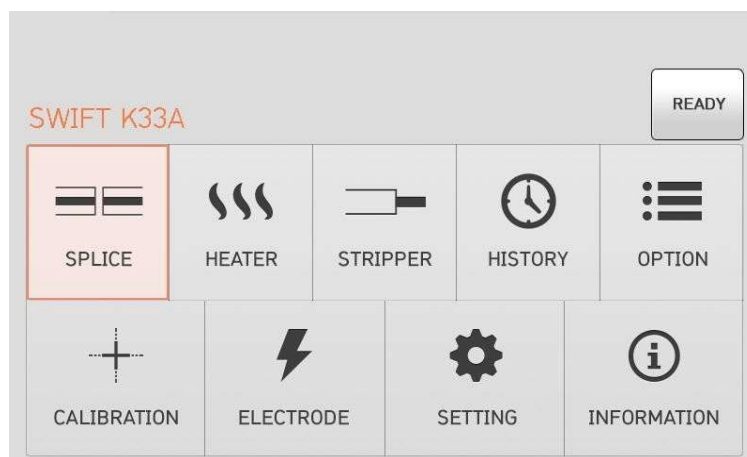 READY
SWIFT K33A
SPLICE HEATER STRIPPER HISTORY OPTION
CALIBRATION ELECTRODE SETTING INFORMATION